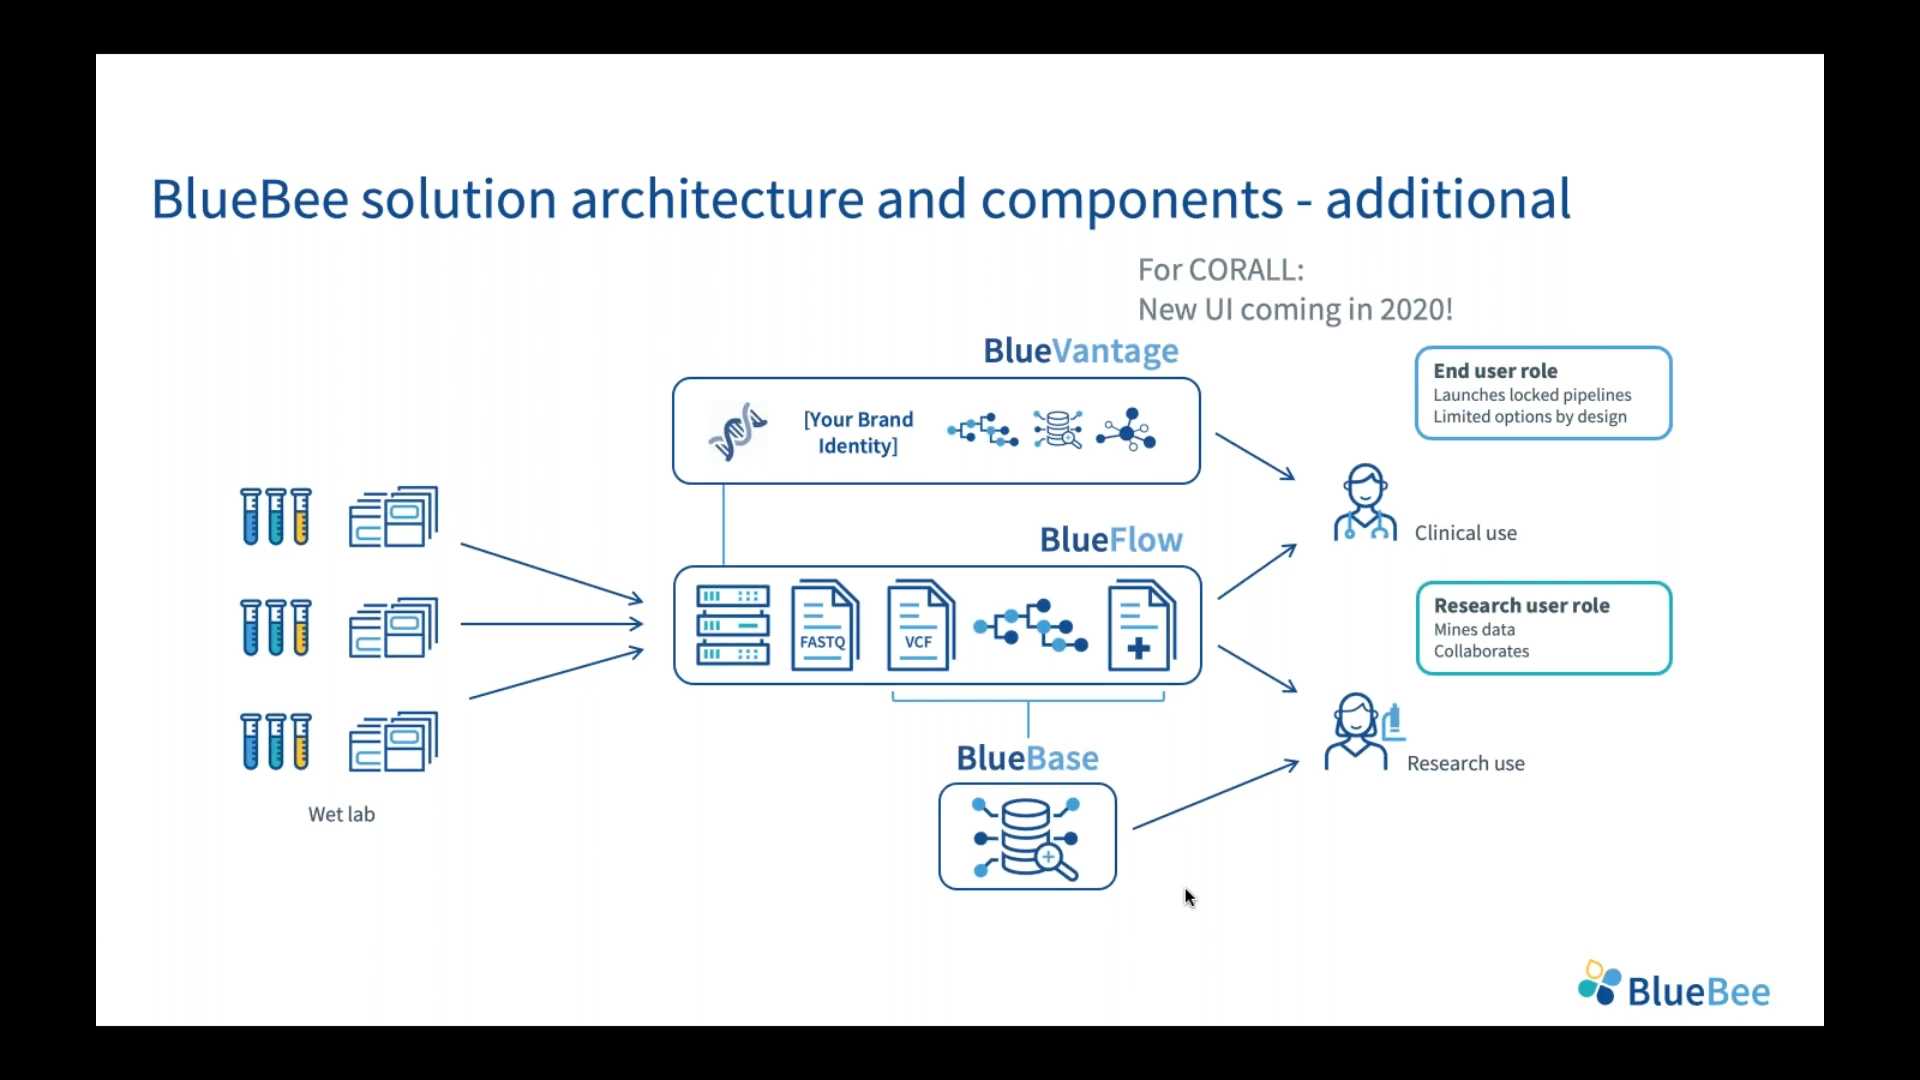 BlueBee solution architecture and components - additional
For CORALL:
New UI coming in 2020!
BlueVantage
[Your Brand
Identity]
End user role
Launches locked pipelines
Limited options by design
Clinical use
BlueFlow
FASTQ
VCF
Research user role
Mines data
Collaborates
Research use
BlueBase
Wet lab
BlueBee